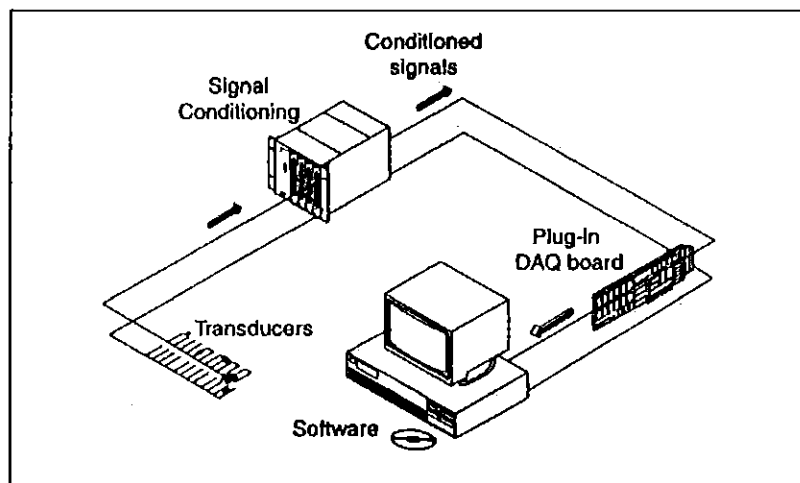 Conditioned
signals
Signal
Conditioning
Plug-In
DAQ board
Transducers
Software